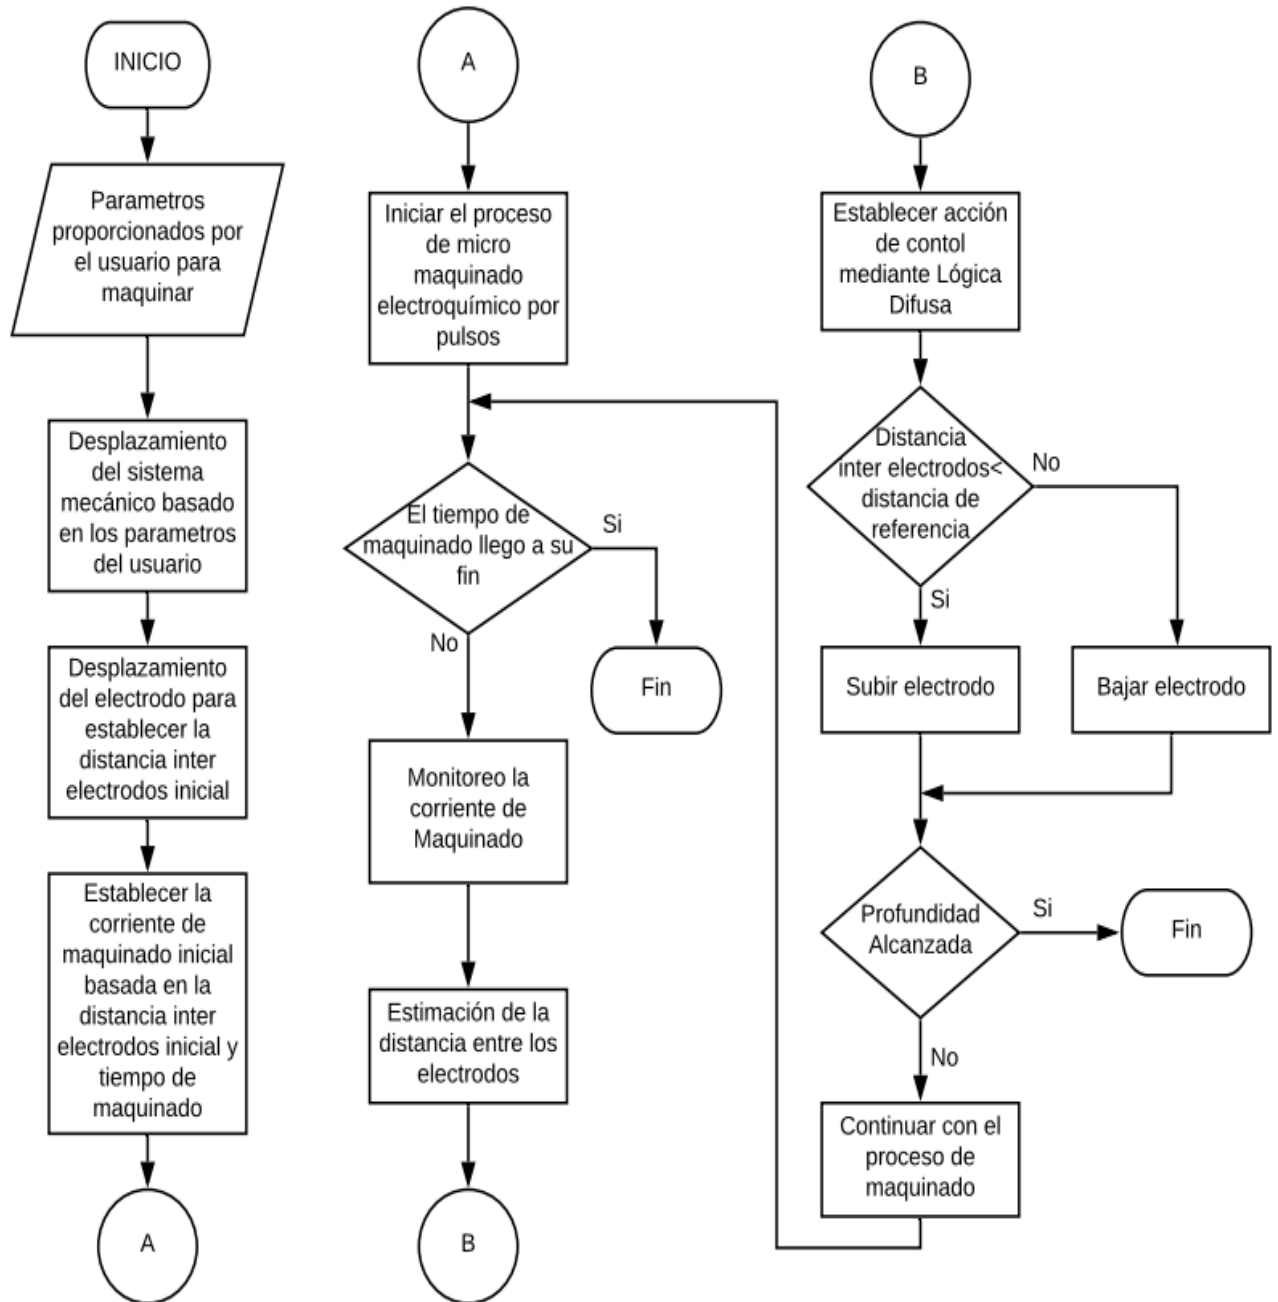 INICIO
Parametros
proporcionados por
el usuario para
maquinar
Desplazamiento
del sistema
mecánico basado
en los parametros
del usuario
Desplazamiento
del electrodo para
establecer la
distancia inter
electrodos inicial
Establecer la
corriente de
maquinado inicial
basada en la
distancia inter
electrodos inicial y
tiempo de
maquinado
A
A
Iniciar el proceso
de micro
maquinado
electroquímico por
pulsos
El tiempo de
maquinado llego a su
fin
Si
Fin
No
Monitoreo la
corriente de
Maquinado
Estimación de la
distancia entre los
electrodos
B
B
Establecer acción
de contol
mediante Lógica
Difusa
Distancia
inter electrodos<
distancia de
referencia
No
Si
Subir electrodo
Bajar electrodo
Profundidad
Alcanzada
Si
Fin
No
Continuar con el
proceso de
maquinado